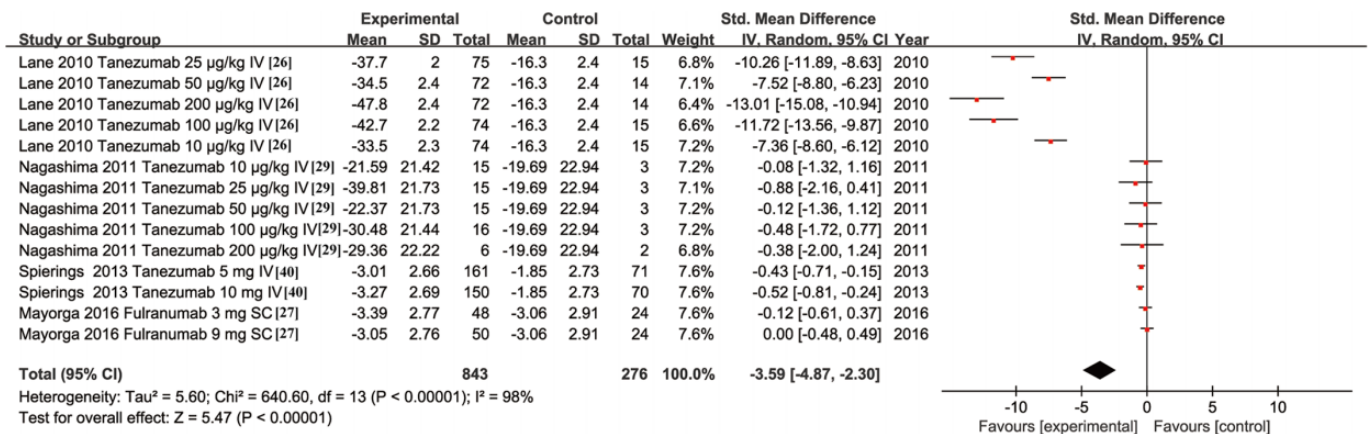 Experimental Control Std. Mean Difference Std. Mean Difference
Study or Subgroup Mean SD Total Mean SD Total Weight IV, Random, 95% CI Year IV, Random, 95% CI
Lane 2010 Tanezumab 25 µg/kg IV [26] -37.7 2 75 -16.3 2.4 15 6.8% -10.26 [-11.89, -8.63] 2010
Lane 2010 Tanezumab 50 µg/kg IV [26] -34.5 2.4 72 -16.3 2.4 14 7.1% -7.52 [-8.80, -6.23] 2010
Lane 2010 Tanezumab 200 µg/kg IV [26] -47.8 2.4 72 -16.3 2.4 14 6.4% -13.01 [-15.08, -10.94] 2010
Lane 2010 Tanezumab 100 µg/kg IV [26] -42.7 2.2 74 -16.3 2.4 15 6.6% -11.72 [-13.56, -9.87] 2010
Lane 2010 Tanezumab 10 µg/kg IV [26] -33.5 2.3 74 -16.3 2.4 15 7.2% -7.36 [-8.60, -6.12] 2010
Nagashima 2011 Tanezumab 10 µg/kg IV[29] -21.59 21.42 15 -19.69 22.94 3 7.2% -0.08 [-1.32, 1.16] 2011
Nagashima 2011 Tanezumab 25 µg/kg IV[29] -39.81 21.73 15 -19.69 22.94 3 7.1% -0.88 [-2.16, 0.41] 2011
Nagashima 2011 Tanezumab 50 µg/kg IV[29] -22.37 21.73 15 -19.69 22.94 3 7.2% -0.12 [-1.36, 1.12] 2011
Nagashima 2011 Tanezumab 100 µg/kg IV[29] -30.48 21.44 16 -19.69 22.94 3 7.2% -0.48 [-1.72, 0.77] 2011
Nagashima 2011 Tanezumab 200 µg/kg IV[29] -29.36 22.22 6 -19.69 22.94 2 6.8% -0.38 [-2.00, 1.24] 2011
Spierings 2013 Tanezumab 5 mg IV[40] -3.01 2.66 161 -1.85 2.73 71 7.6% -0.43 [-0.71, -0.15] 2013
Spierings 2013 Tanezumab 10 mg IV[40] -3.27 2.69 150 -1.85 2.73 70 7.6% -0.52 [-0.81, -0.24] 2013
Mayorga 2016 Fulranumab 3 mg SC[27] -3.39 2.77 48 -3.06 2.91 24 7.6% -0.12 [-0.61, 0.37] 2016
Mayorga 2016 Fulranumab 9 mg SC[27] -3.05 2.76 50 -3.06 2.91 24 7.6% 0.00 [-0.48, 0.49] 2016
Total (95% CI) 843 276 100.0% -3.59 [-4.87, -2.30]
Heterogeneity: Tau² = 5.60; Chi² = 640.60, df = 13 (P < 0.00001); I² = 98%
Test for overall effect: Z = 5.47 (P < 0.00001)
-10 -5 0 5 10
Favours [experimental] Favours [control]